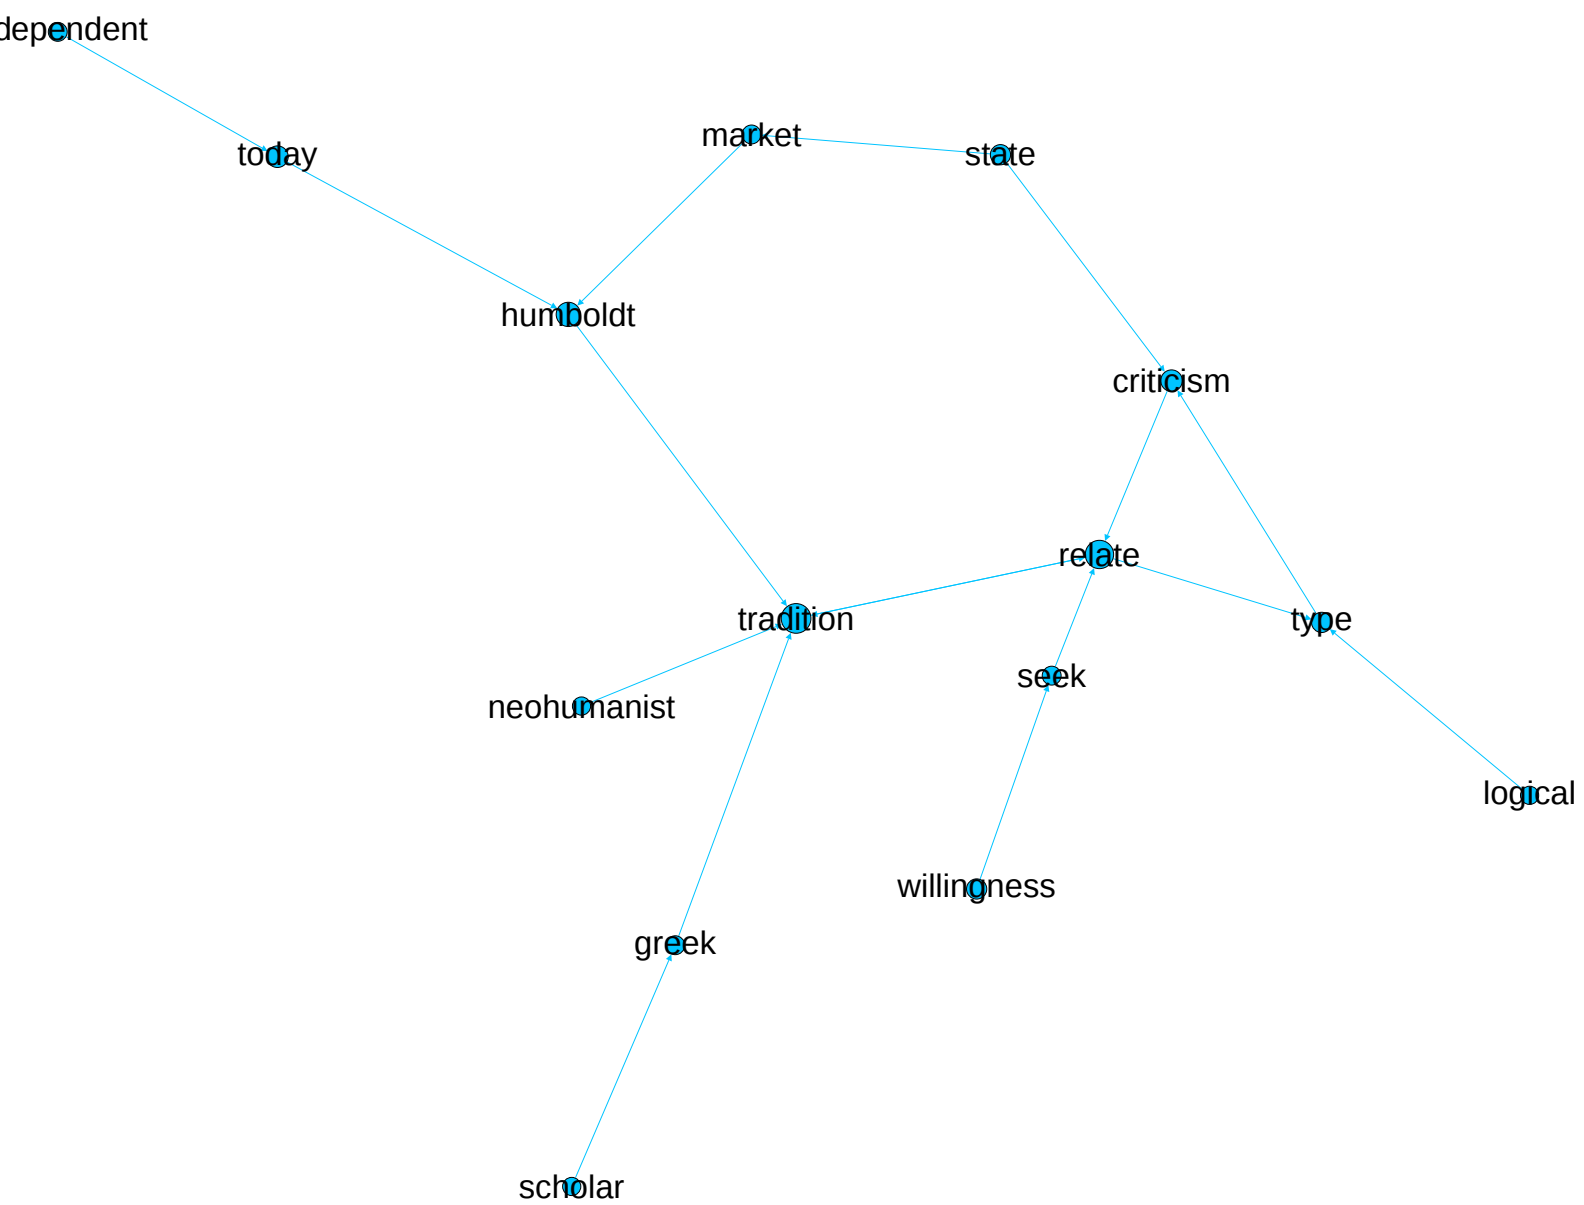 dependent
market
today
state
humboldt
criticism
relate
tradition
type
seek
neohumanist
logical
willingness
greek
scholar